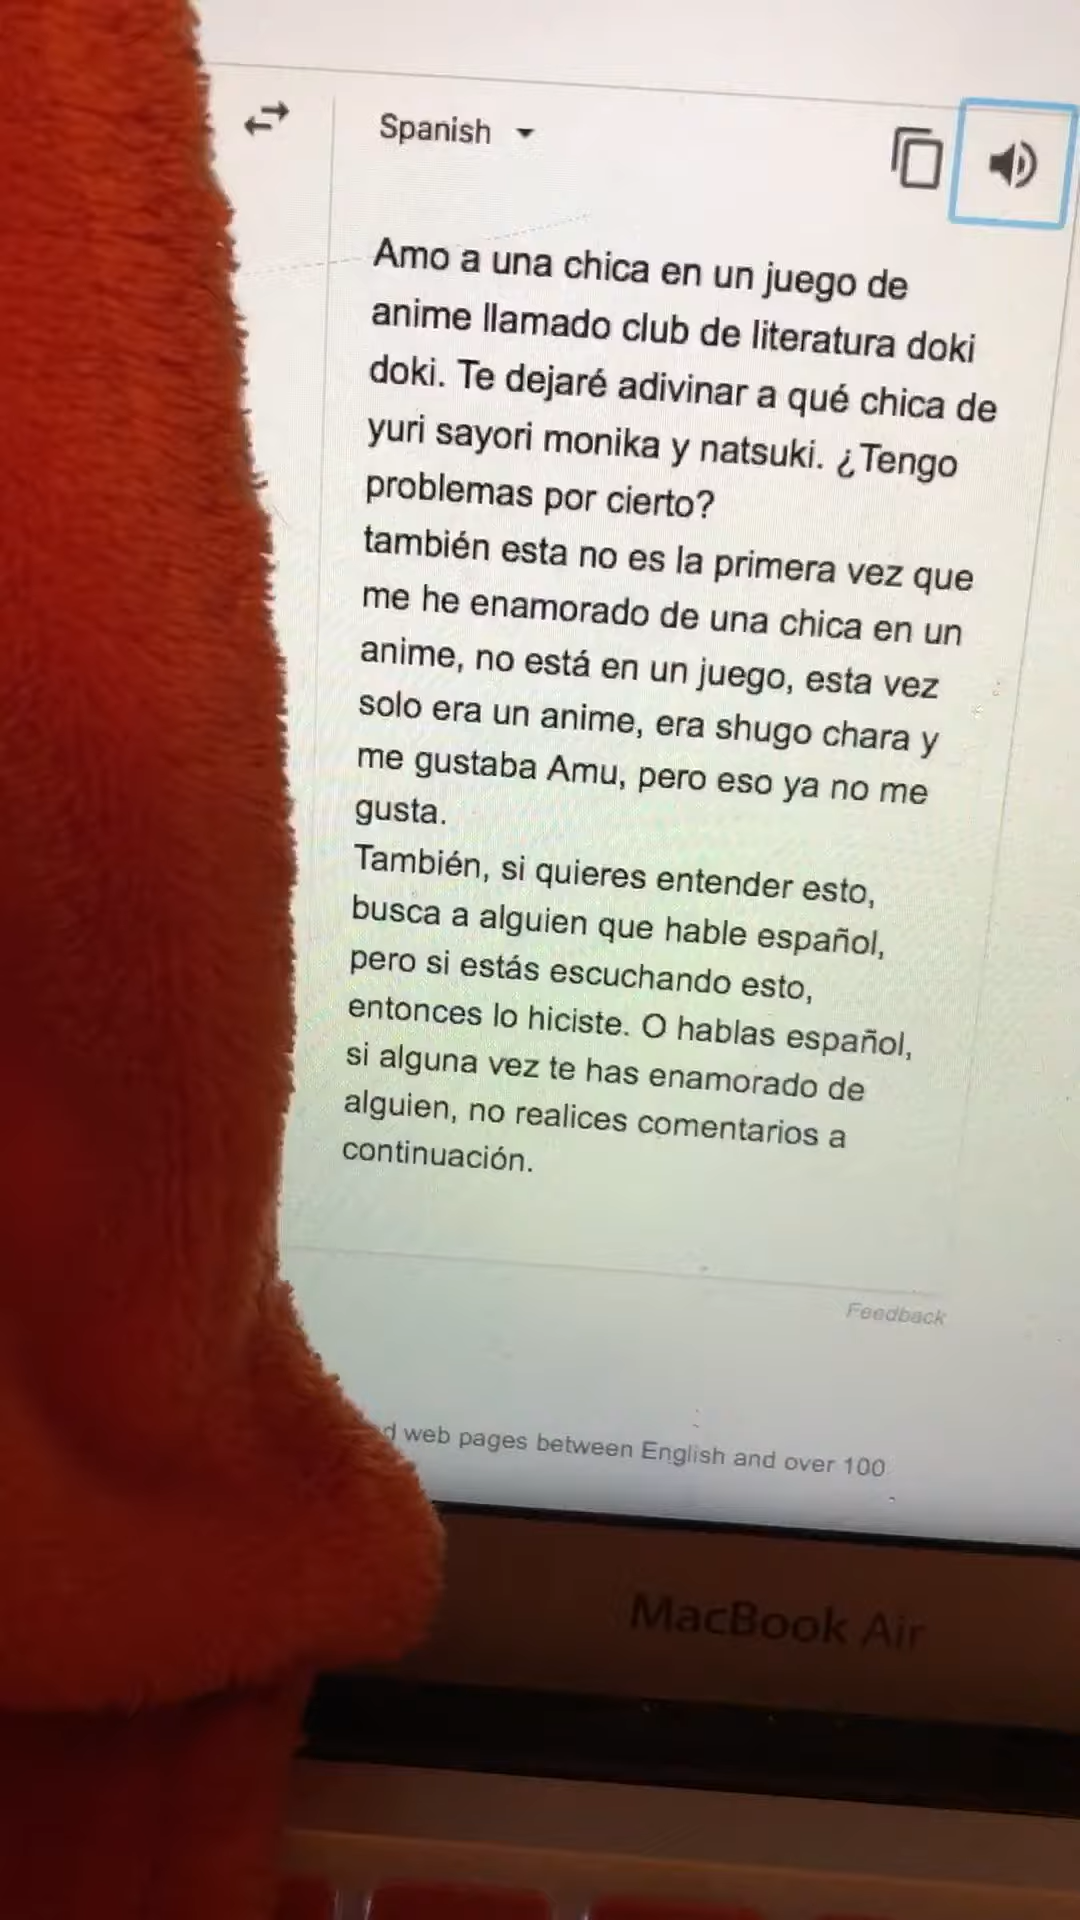 Spanish
Amo a una chica en un juego de
anime llamado club de literatura doki
doki. Te dejaré adivinar a qué chica de
yuri sayori monika y natsuki. ¿Tengo
problemas por cierto?
también esta no es la primera vez que
me he enamorado de una chica en un
anime, no está en un juego, esta vez
solo era un anime, era shugo chara y
me gustaba Amu, pero eso ya no me
gusta.
También, si quieres entender esto,
busca a alguien que hable español,
pero si estás escuchando esto,
entonces lo hiciste. O hablas español,
si alguna vez te has enamorado de
alguien, no realices comentarios a
continuación.
Feedback
web pages between English and over 100
MacBook Air